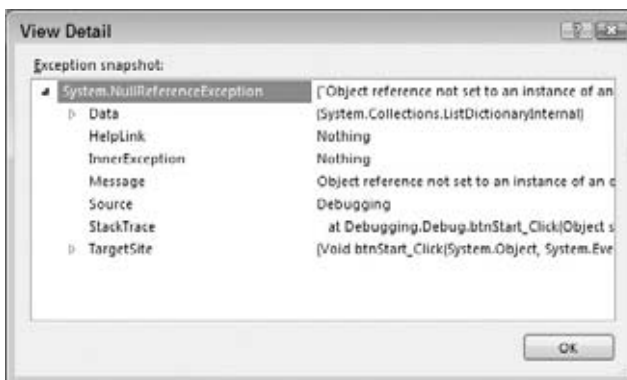 View Detail
Exception snapshot:
System.NullReferenceException {"Object reference not set to an instance of an
Data {System.Collections.ListDictionaryInternal}
HelpLink Nothing
InnerException Nothing
Message Object reference not set to an instance of an o
Source Debugging
StackTrace at Debugging.Debug.btnStart_Click(Object s
TargetSite {Void btnStart_Click(System.Object, System.Eve
OK